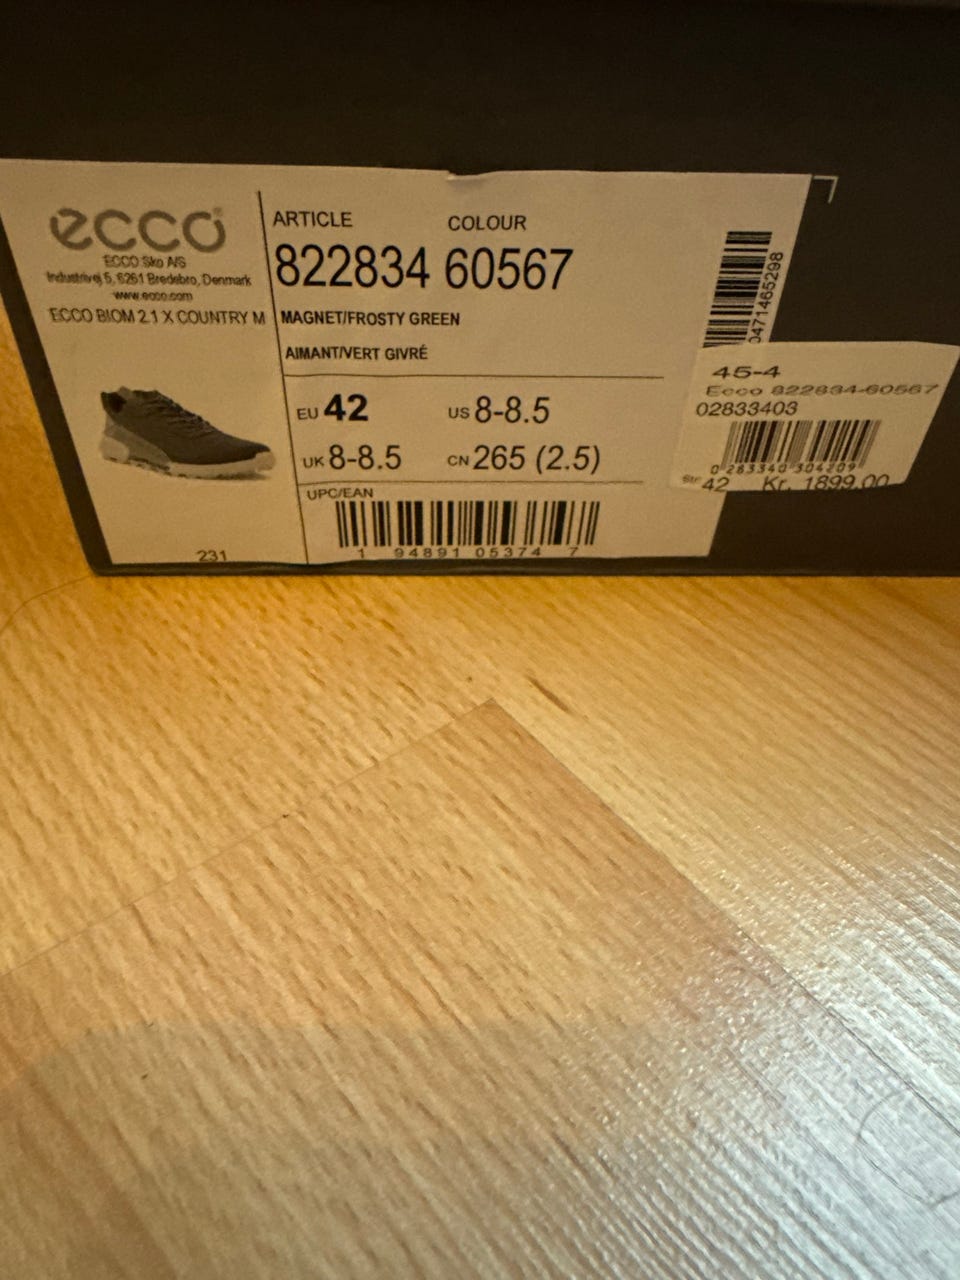 ecco
ECCO Sko A/S
Industrivej 5, 6261 Bredebro, Denmark
www.ecco.com
ECCO BIOM 2.1 X COUNTRY M
231
ARTICLE COLOUR
822834 60567
MAGNET/FROSTY GREEN
AIMANT/VERT GIVRÉ
EU 42 US 8-8.5
UK 8-8.5 CN 265 (2.5)
UPC/EAN
1 94891 05374 7
0471465298
45-4
Ecco 822834-60567
02833403
0 283340 304209
Str 42 Kr. 1899.00